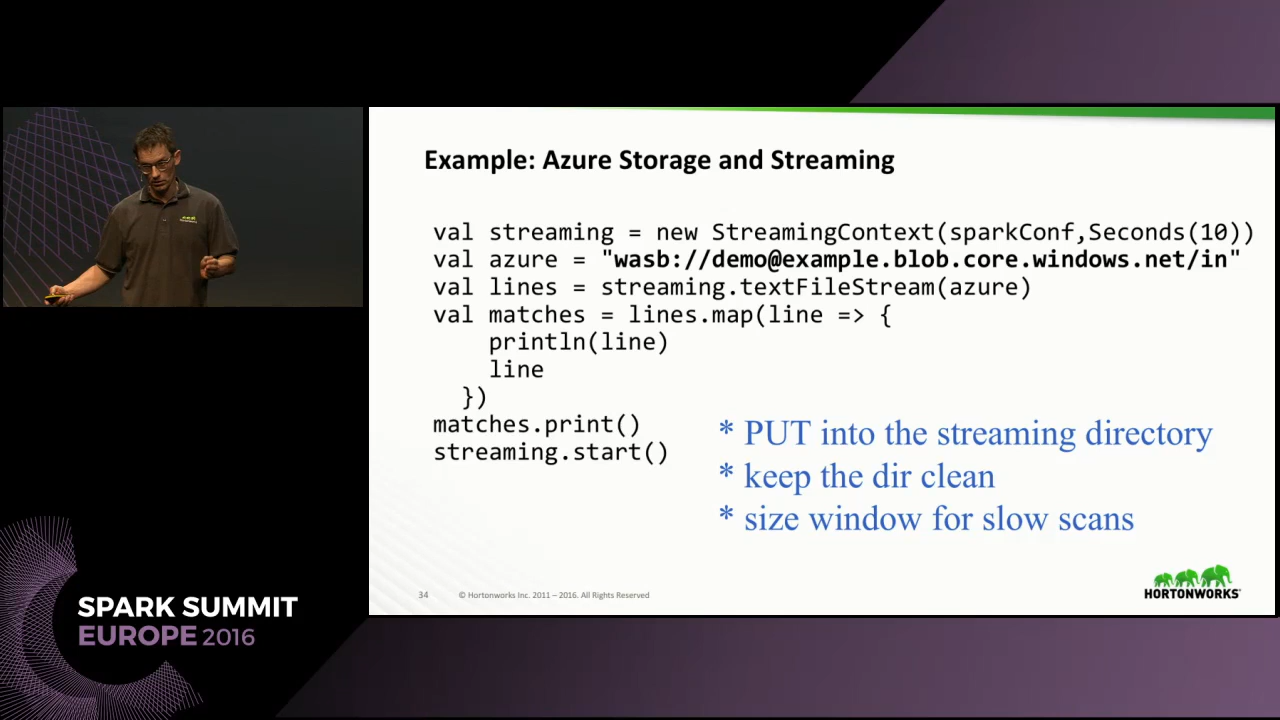 Example: Azure Storage and Streaming
val streaming = new StreamingContext(sparkConf,Seconds(10))
val azure = "wasb://demo@example.blob.core.windows.net/in"
val lines = streaming.textFileStream(azure)
val matches = lines.map(line => {
println(line)
line
})
matches.print()
streaming.start()
* PUT into the streaming directory
* keep the dir clean
* size window for slow scans
34 © Hortonworks Inc. 2011 – 2016. All Rights Reserved
HORTONWORKS
SPARK SUMMIT
EUROPE 2016